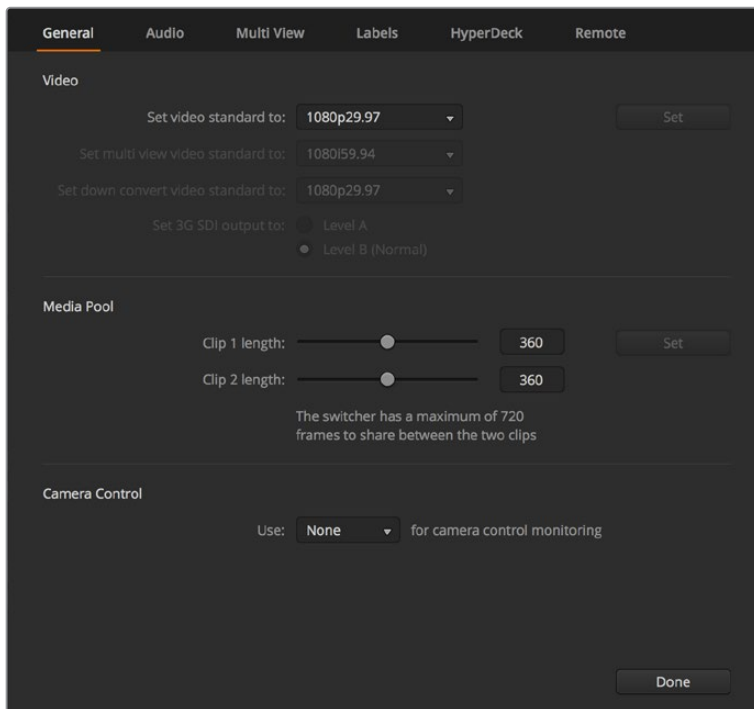 General Audio Multi View Labels HyperDeck Remote
Video
Set video standard to: 1080p29.97 Set
Set multi view video standard to: 1080i59.94
Set down convert video standard to: 1080p29.97
Set 3G SDI output to: Level A
Level B (Normal)
Media Pool
Clip 1 length: 360 Set
Clip 2 length: 360
The switcher has a maximum of 720
frames to share between the two clips
Camera Control
Use: None for camera control monitoring
Done